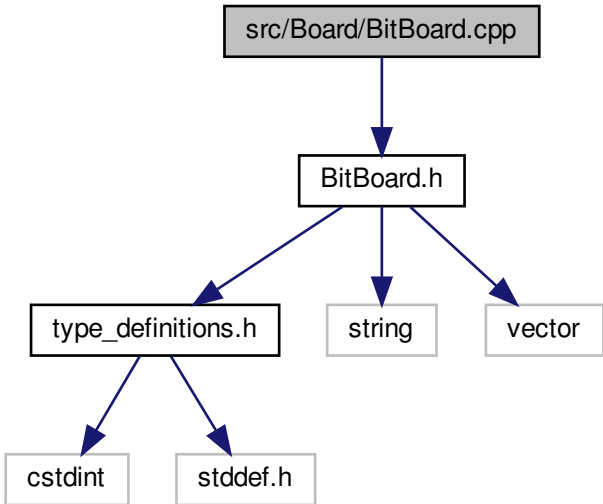 src/Board/BitBoard.cpp
BitBoard.h
type_definitions.h
string
vector
cstdint
stddef.h